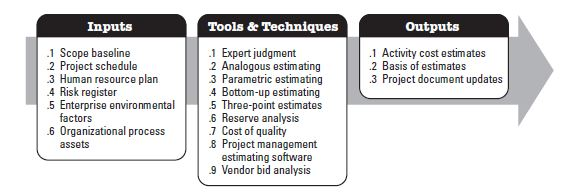 Inputs
.1 Scope baseline
.2 Project schedule
.3 Human resource plan
.4 Risk register
.5 Enterprise environmental
factors
.6 Organizational process
assets
Tools & Techniques
.1 Expert judgment
.2 Analogous estimating
.3 Parametric estimating
.4 Bottom-up estimating
.5 Three-point estimates
.6 Reserve analysis
.7 Cost of quality
.8 Project management
estimating software
.9 Vendor bid analysis
Outputs
.1 Activity cost estimates
.2 Basis of estimates
.3 Project document updates